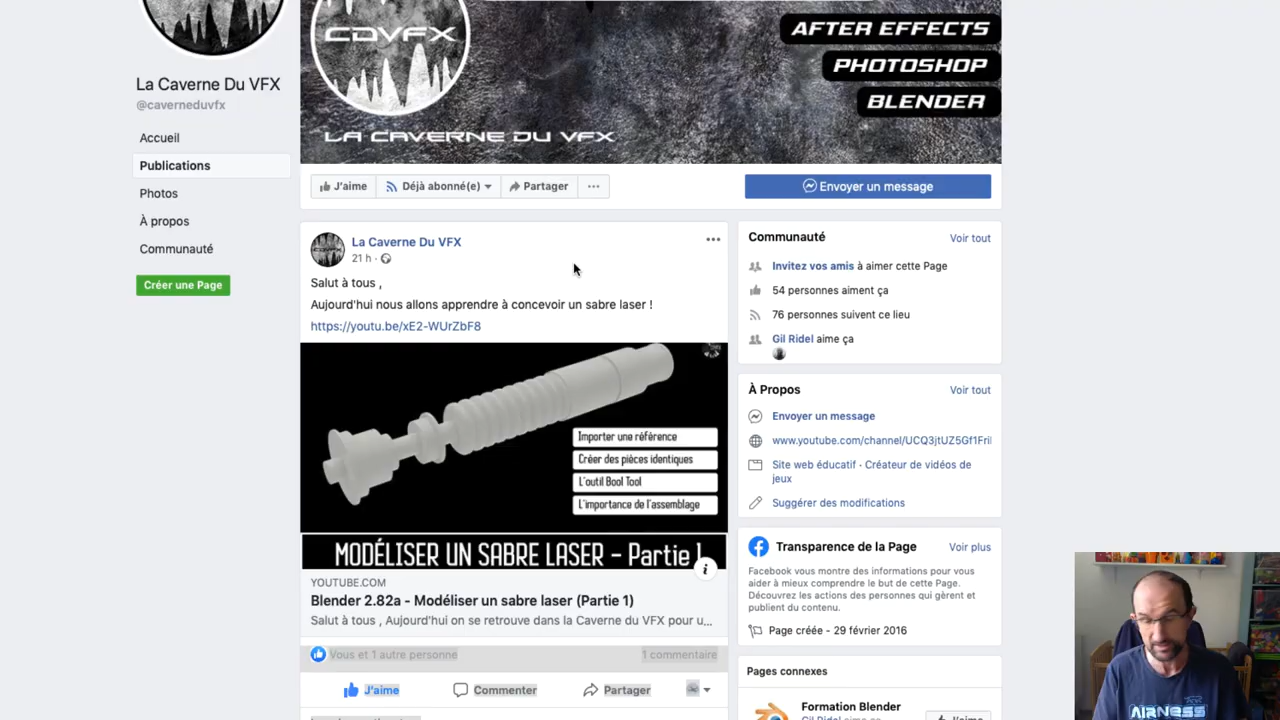 CDVFX
LA CAVERNE DU VFX
AFTER EFFECTS
PHOTOSHOP
BLENDER
La Caverne Du VFX
@caverneduvfx
Accueil
Publications
Photos
À propos
Communauté
Créer une Page
J'aime
Déjà abonné(e)
Partager
Envoyer un message
La Caverne Du VFX
21 h ·
Salut à tous ,
Aujourd'hui nous allons apprendre à concevoir un sabre laser !
https://youtu.be/xE2-WUrZbF8
Importer une référence
Créer des pièces identiques
L'outil Bool Tool
L'importance de l'assemblage
MODÉLISER UN SABRE LASER - Partie 1
YOUTUBE.COM
Blender 2.82a - Modéliser un sabre laser (Partie 1)
Salut à tous , Aujourd'hui on se retrouve dans la Caverne du VFX pour u...
Vous et 1 autre personne
1 commentaire
J'aime
Commenter
Partager
Communauté
Voir tout
Invitez vos amis à aimer cette Page
54 personnes aiment ça
76 personnes suivent ce lieu
Gil Ridel aime ça
À Propos
Voir tout
Envoyer un message
www.youtube.com/channel/UCQ3jtUZ5Gf1Fri
Site web éducatif · Créateur de vidéos de
jeux
Suggérer des modifications
Transparence de la Page
Voir plus
Facebook vous montre des informations pour vous
aider à mieux comprendre le but de cette Page.
Découvrez les actions des personnes qui gèrent et
publient du contenu.
Page créée - 29 février 2016
Pages connexes
Formation Blender
Gil Ridel aime ça
J'aime
AIRNESS